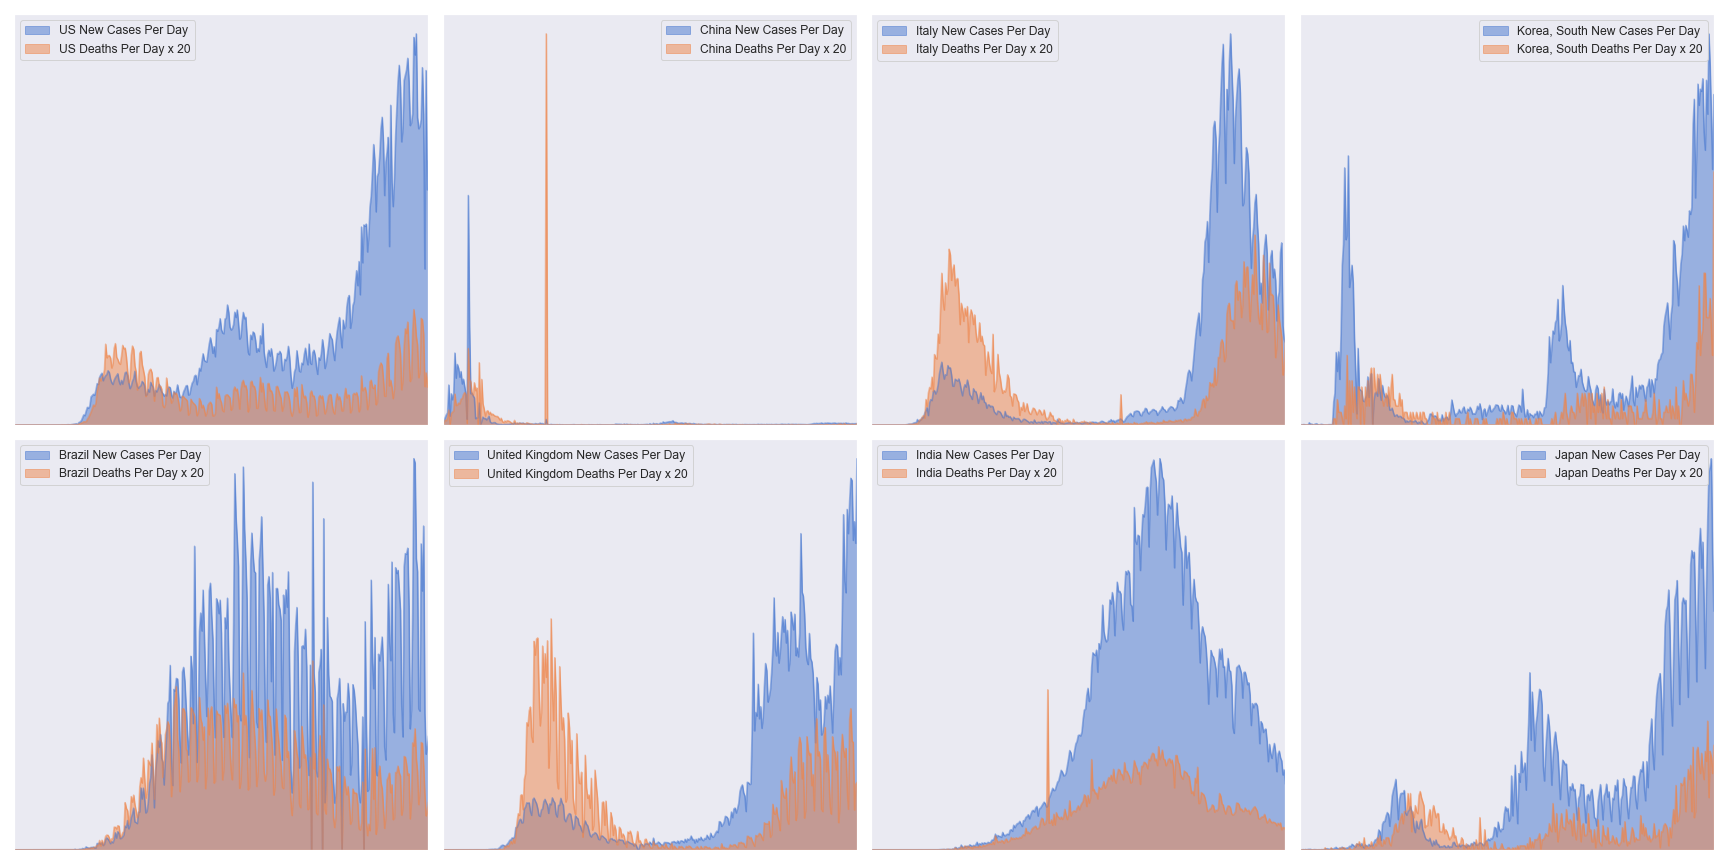 US New Cases Per Day
US Deaths Per Day x 20
China New Cases Per Day
China Deaths Per Day x 20
Italy New Cases Per Day
Italy Deaths Per Day x 20
Korea, South New Cases Per Day
Korea, South Deaths Per Day x 20
Brazil New Cases Per Day
Brazil Deaths Per Day x 20
United Kingdom New Cases Per Day
United Kingdom Deaths Per Day x 20
India New Cases Per Day
India Deaths Per Day x 20
Japan New Cases Per Day
Japan Deaths Per Day x 20